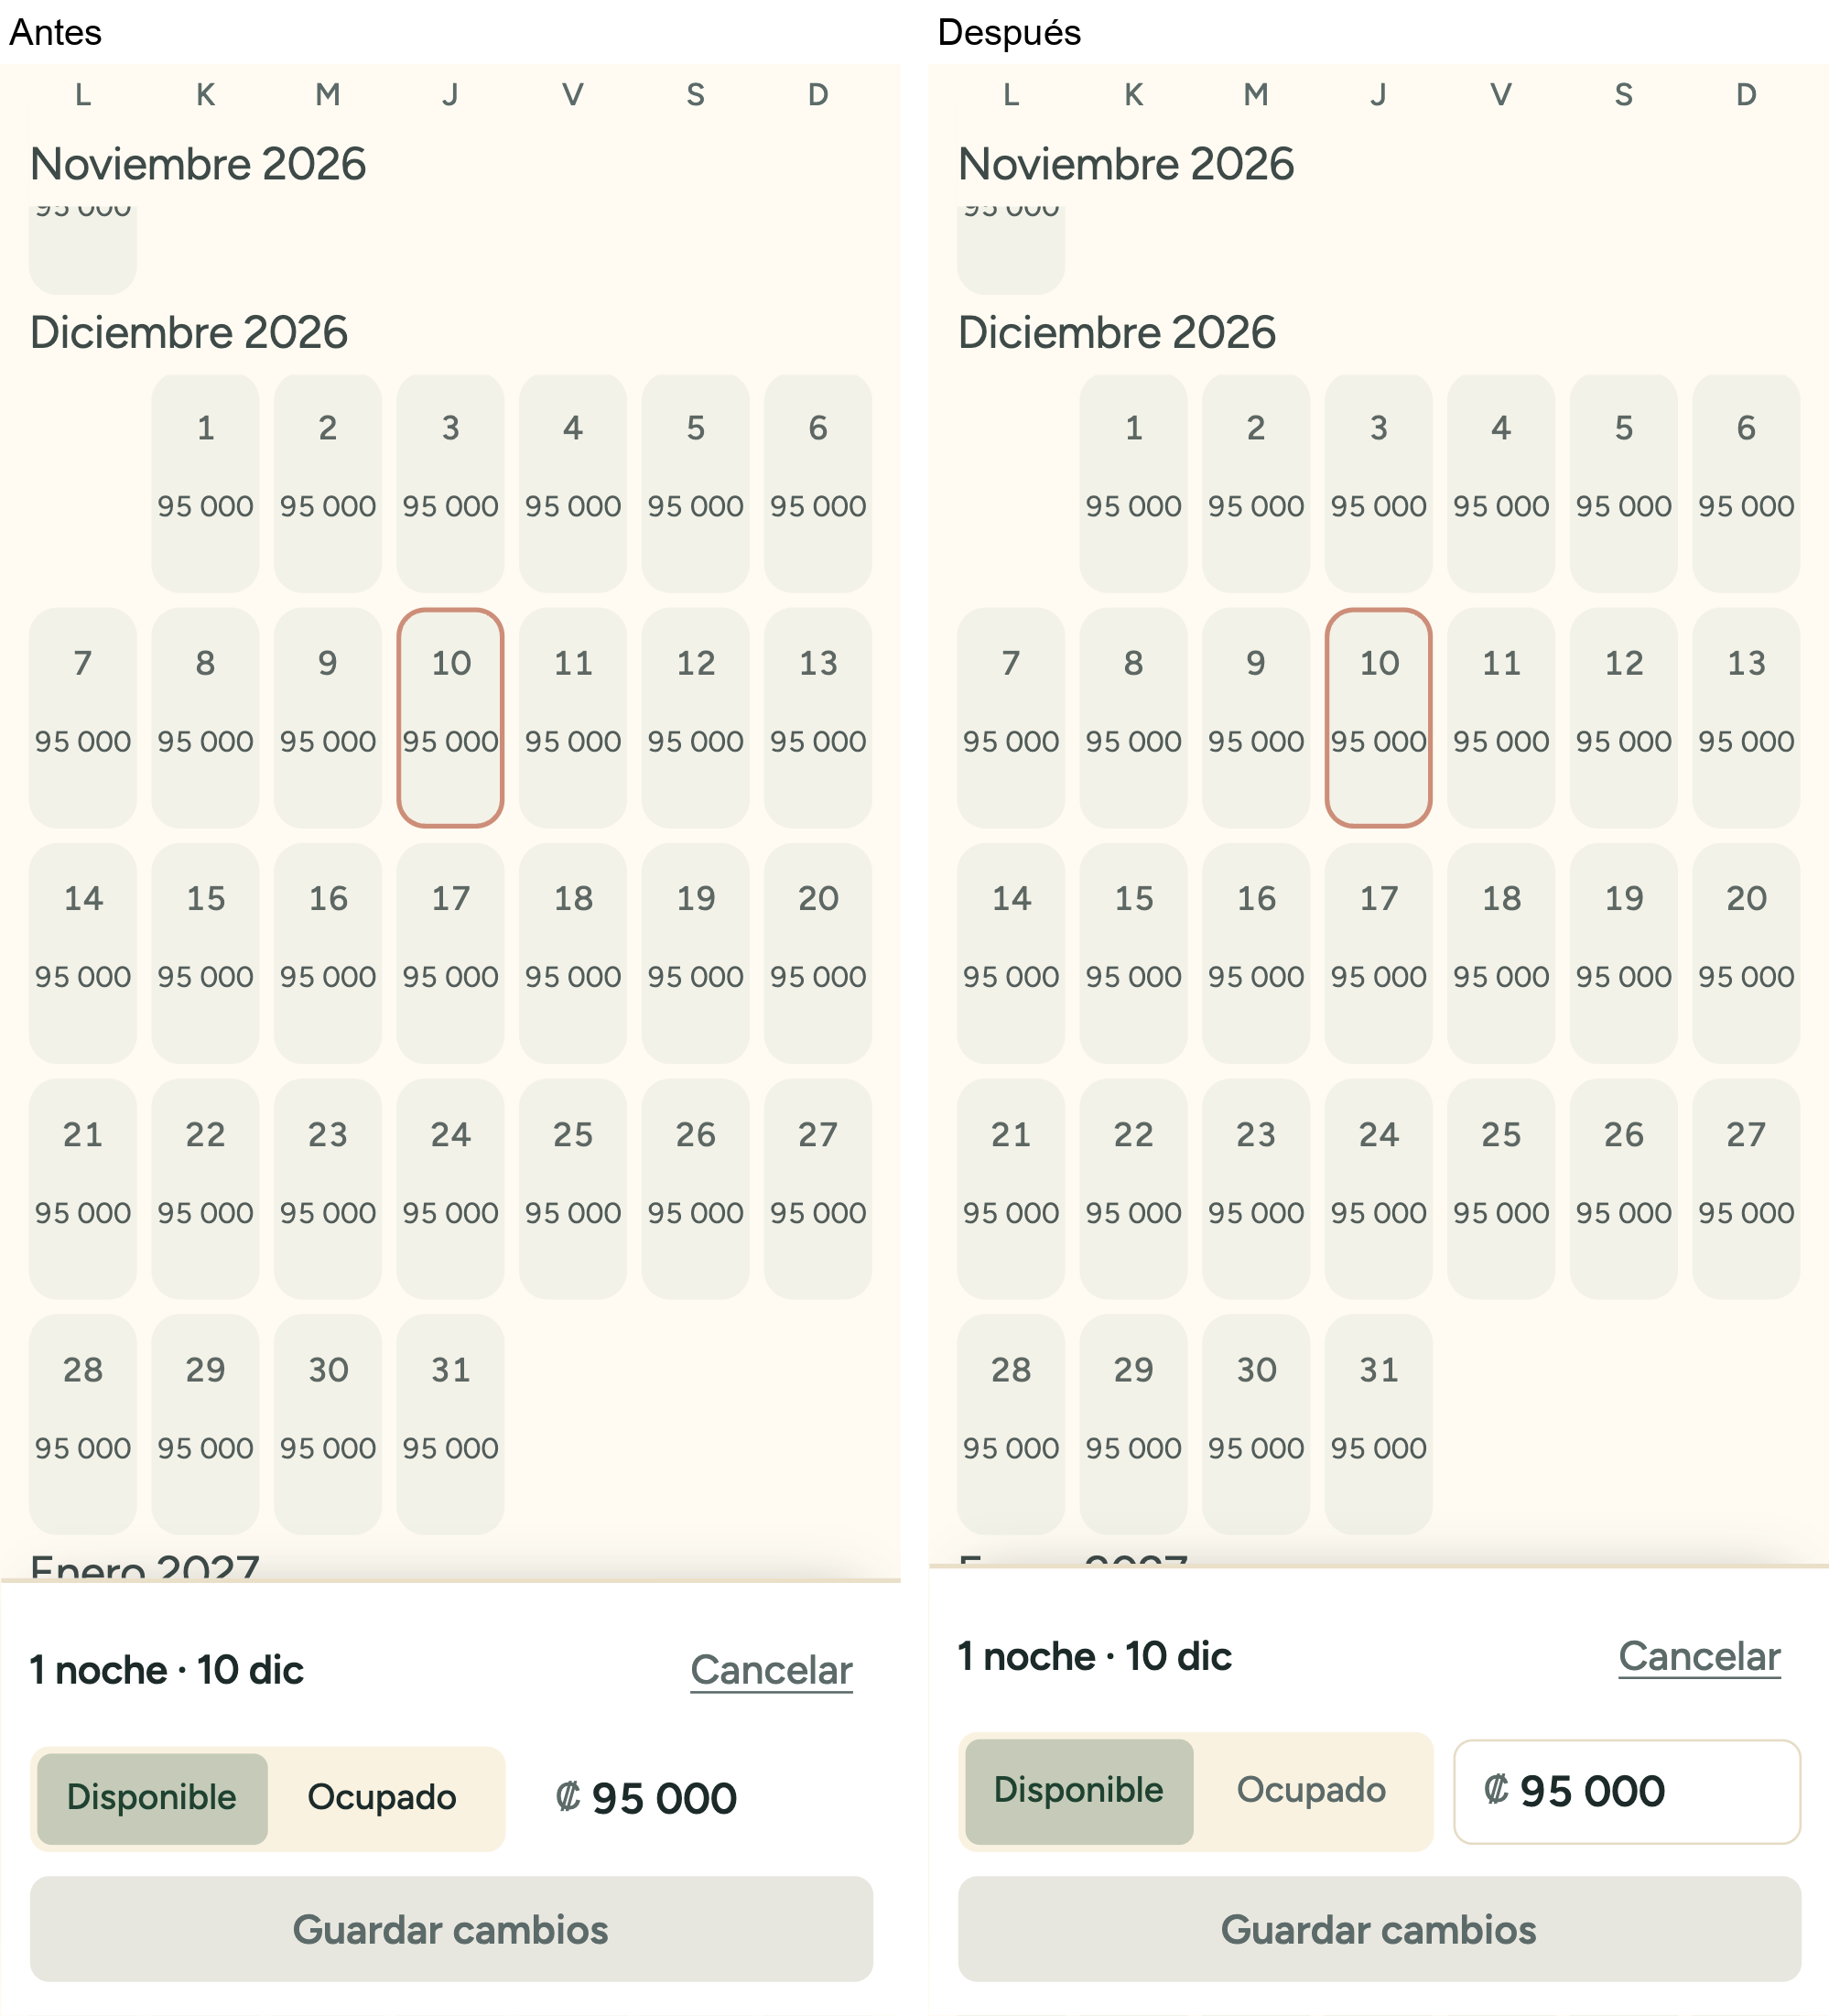 Antes
L K M J V S D
Noviembre 2026
95 000
Diciembre 2026
1 2 3 4 5 6
95 000 95 000 95 000 95 000 95 000 95 000
7 8 9 10 11 12 13
95 000 95 000 95 000 95 000 95 000 95 000 95 000
14 15 16 17 18 19 20
95 000 95 000 95 000 95 000 95 000 95 000 95 000
21 22 23 24 25 26 27
95 000 95 000 95 000 95 000 95 000 95 000 95 000
28 29 30 31
95 000 95 000 95 000 95 000
Enero 2027
1 noche · 10 dic Cancelar
Disponible Ocupado ₡ 95 000
Guardar cambios
Después
L K M J V S D
Noviembre 2026
95 000
Diciembre 2026
1 2 3 4 5 6
95 000 95 000 95 000 95 000 95 000 95 000
7 8 9 10 11 12 13
95 000 95 000 95 000 95 000 95 000 95 000 95 000
14 15 16 17 18 19 20
95 000 95 000 95 000 95 000 95 000 95 000 95 000
21 22 23 24 25 26 27
95 000 95 000 95 000 95 000 95 000 95 000 95 000
28 29 30 31
95 000 95 000 95 000 95 000
1 noche · 10 dic Cancelar
Disponible Ocupado ₡ 95 000
Guardar cambios